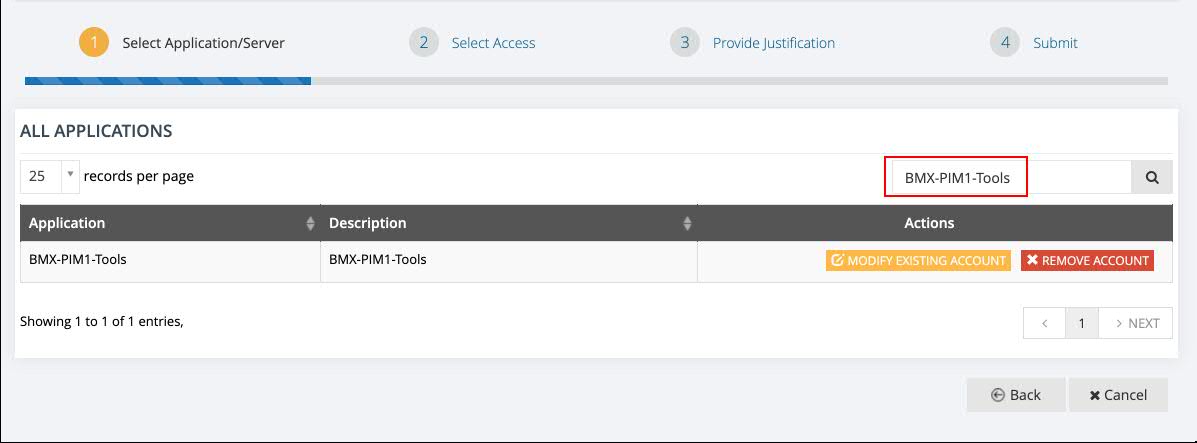 1 Select Application/Server 2 Select Access 3 Provide Justification 4 Submit
ALL APPLICATIONS
25 records per page BMX-PIM1-Tools
Application Description Actions
BMX-PIM1-Tools BMX-PIM1-Tools MODIFY EXISTING ACCOUNT REMOVE ACCOUNT
Showing 1 to 1 of 1 entries, < 1 > NEXT
Back Cancel